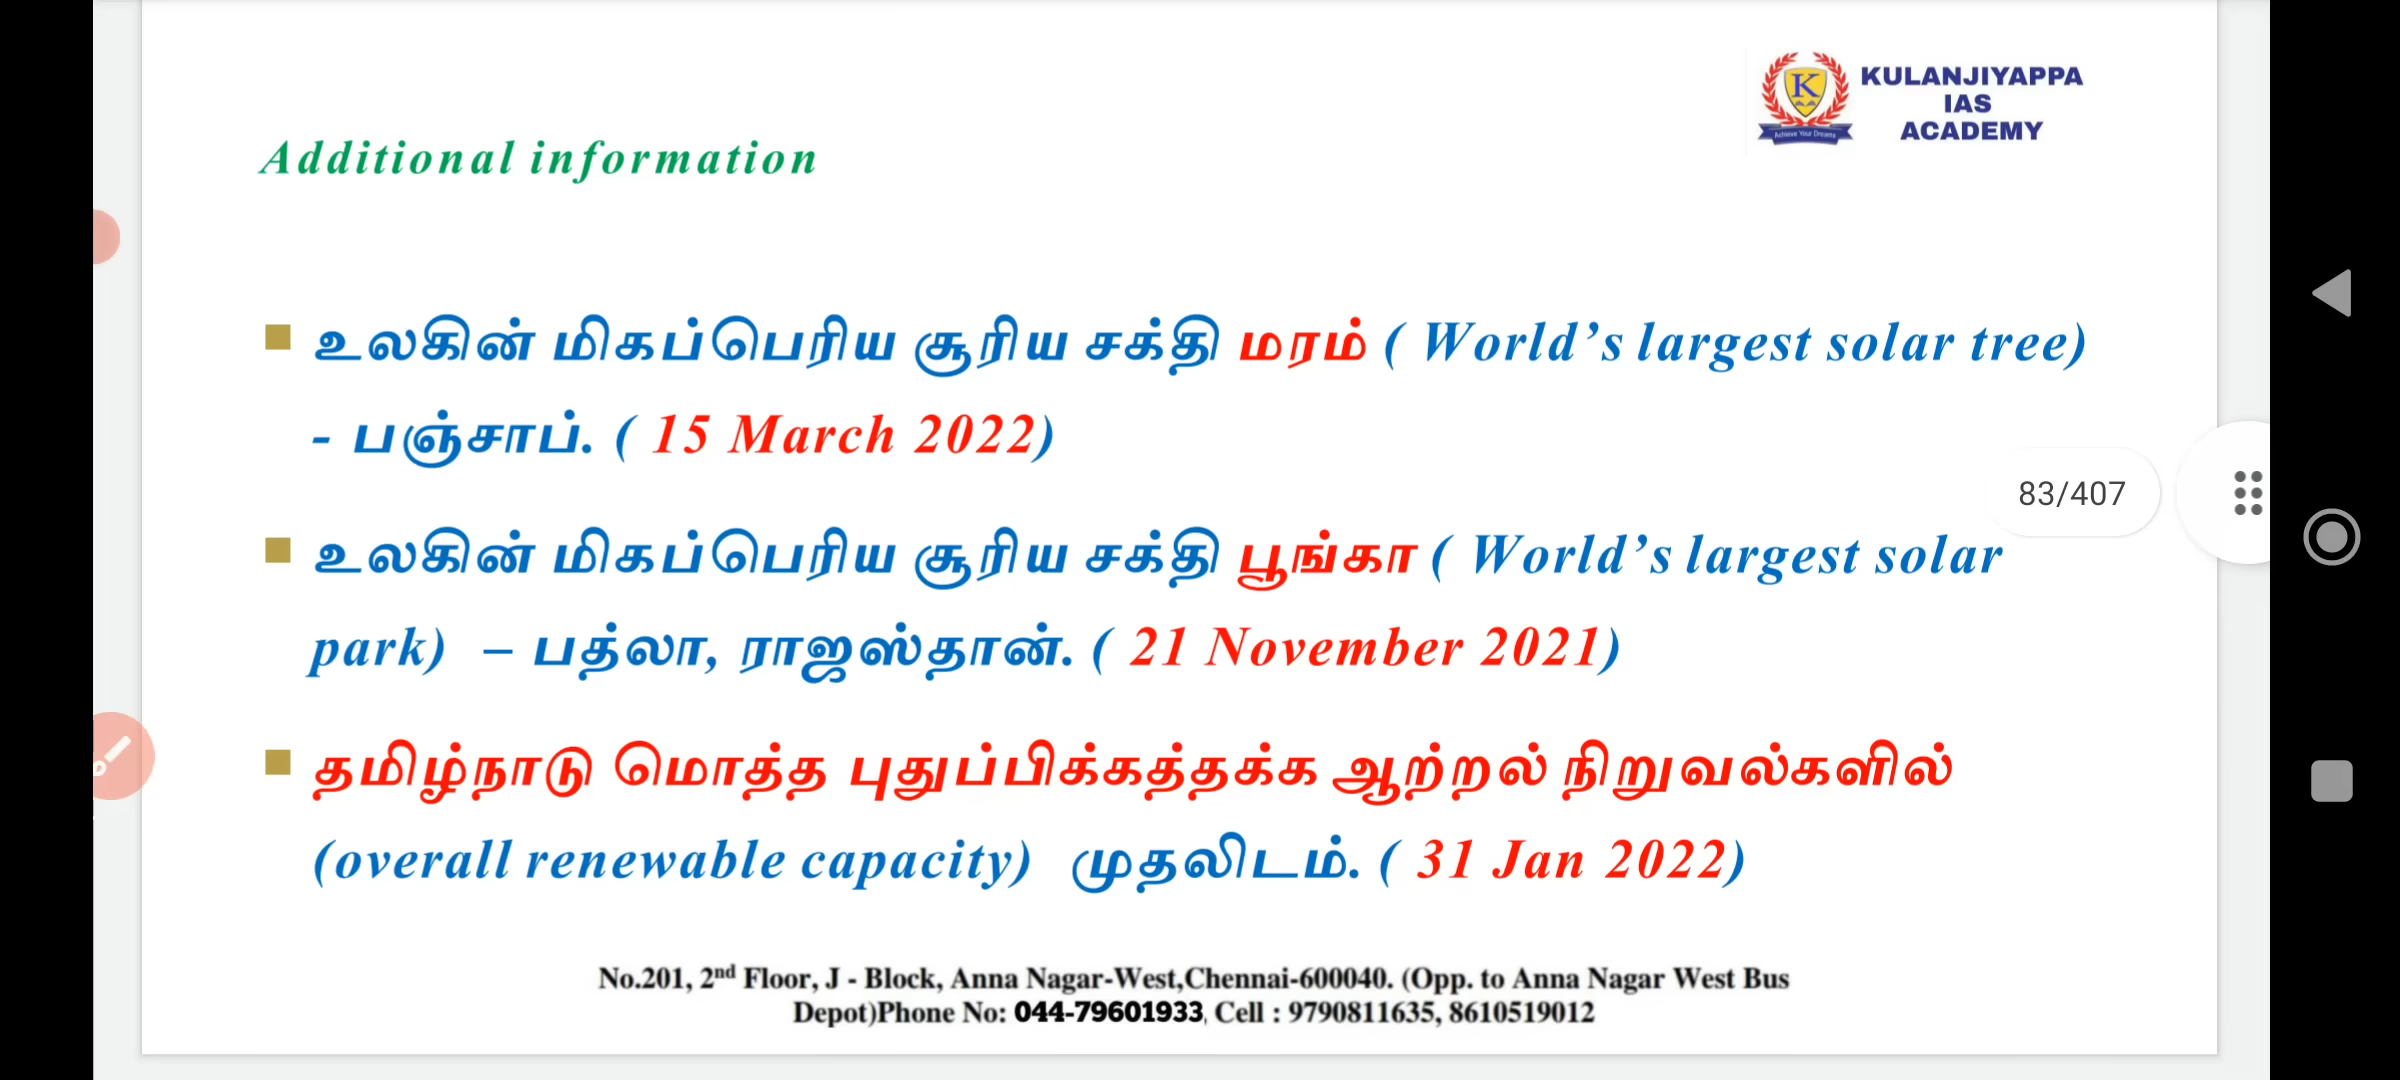 KULANJIYAPPA
IAS
ACADEMY
K
Achieve Your Dreams
Additional information
உலகின் மிகப்பெரிய சூரிய சக்தி மரம் ( World’s largest solar tree)
- பஞ்சாப். ( 15 March 2022)
83/407
உலகின் மிகப்பெரிய சூரிய சக்தி பூங்கா ( World’s largest solar
park) – பத்லா, ராஜஸ்தான். ( 21 November 2021)
தமிழ்நாடு மொத்த புதுப்பிக்கத்தக்க ஆற்றல் நிறுவல்களில்
(overall renewable capacity) முதலிடம். ( 31 Jan 2022)
No.201, 2nd Floor, J - Block, Anna Nagar-West,Chennai-600040. (Opp. to Anna Nagar West Bus
Depot)Phone No: 044-79601933, Cell : 9790811635, 8610519012